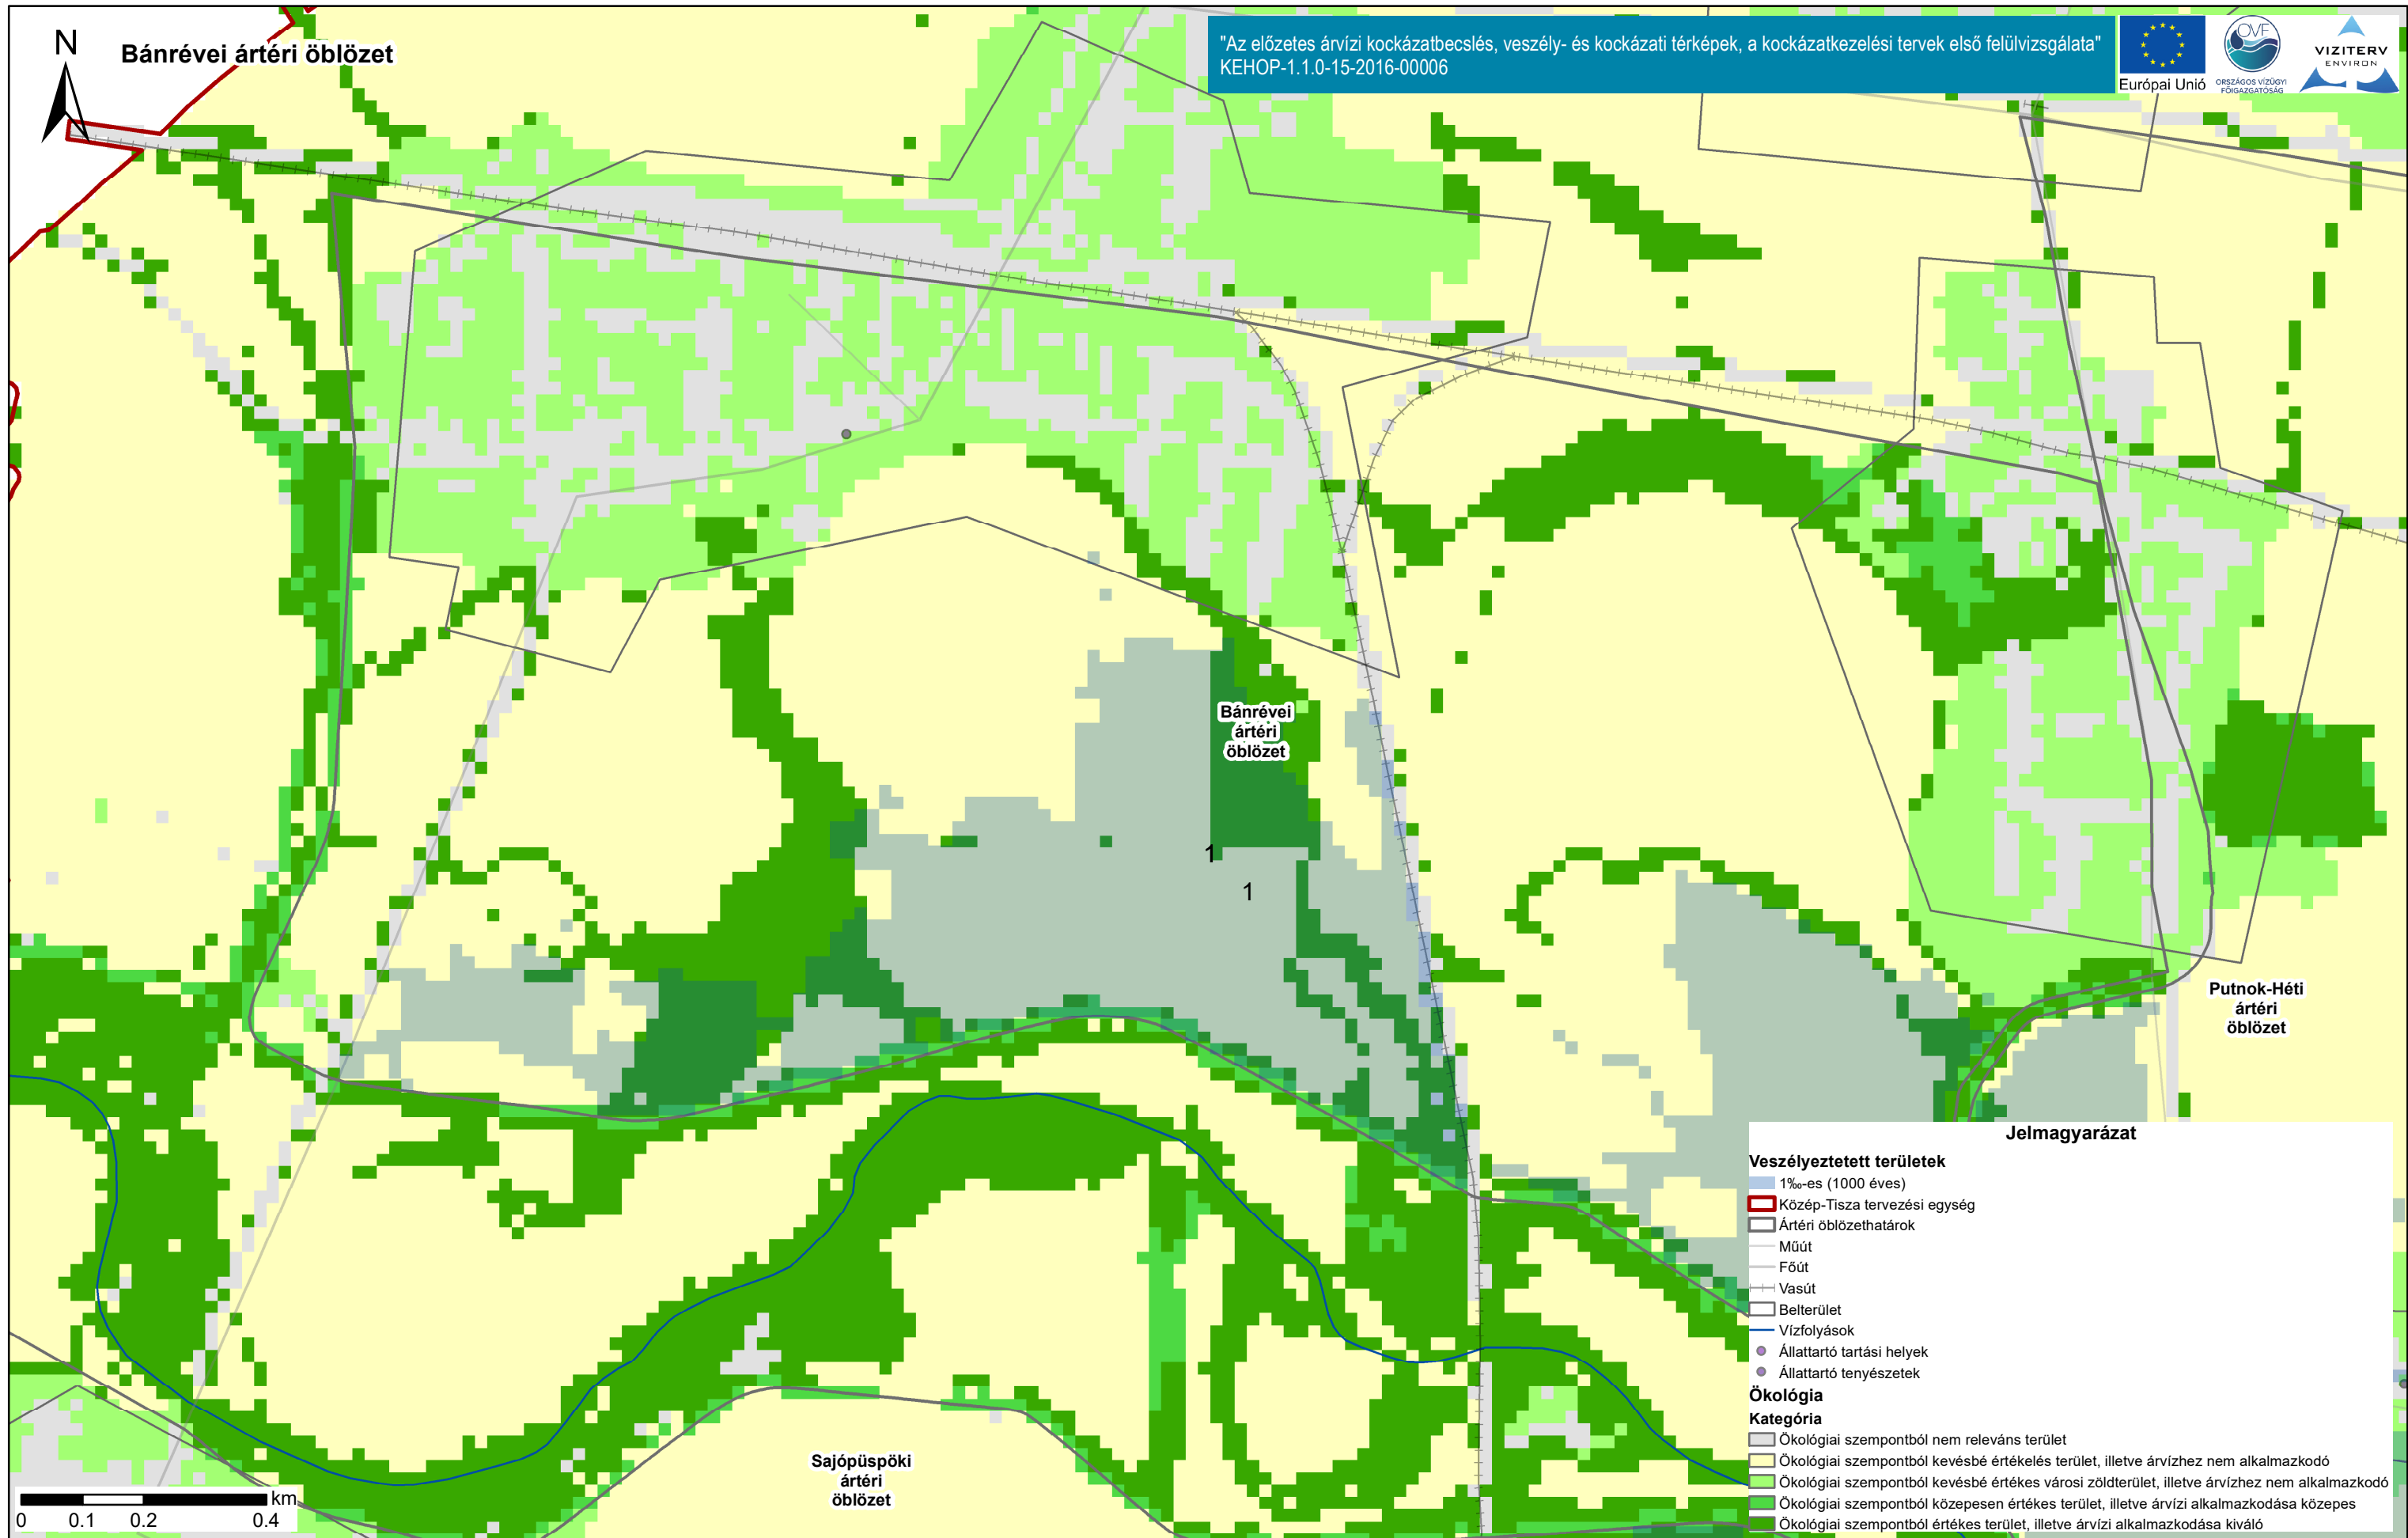 N
Bánrévei ártéri öblözet
"Az előzetes árvízi kockázatbecslés, veszély- és kockázati térképek, a kockázatkezelési tervek első felülvizsgálata"
KEHOP-1.1.0-15-2016-00006
Európai Unió
OVF
ORSZÁGOS VÍZÜGYI
FŐIGAZGATÓSÁG
VIZITERV
ENVIRON
Bánrévei
ártéri
öblözet
1
1
Putnok-Héti
ártéri
öblözet
Sajópüspöki
ártéri
öblözet
km
0 0.1 0.2 0.4
Jelmagyarázat
Veszélyeztetett területek
1‰-es (1000 éves)
Közép-Tisza tervezési egység
Ártéri öblözethatárok
Műút
Főút
Vasút
Belterület
Vízfolyások
Állattartó tartási helyek
Állattartó tenyészetek
Ökológia
Kategória
Ökológiai szempontból nem releváns terület
Ökológiai szempontból kevésbé értékelés terület, illetve árvízhez nem alkalmazkodó
Ökológiai szempontból kevésbé értékes városi zöldterület, illetve árvízhez nem alkalmazkodó
Ökológiai szempontból közepesen értékes terület, illetve árvízi alkalmazkodása közepes
Ökológiai szempontból értékes terület, illetve árvízi alkalmazkodása kiváló